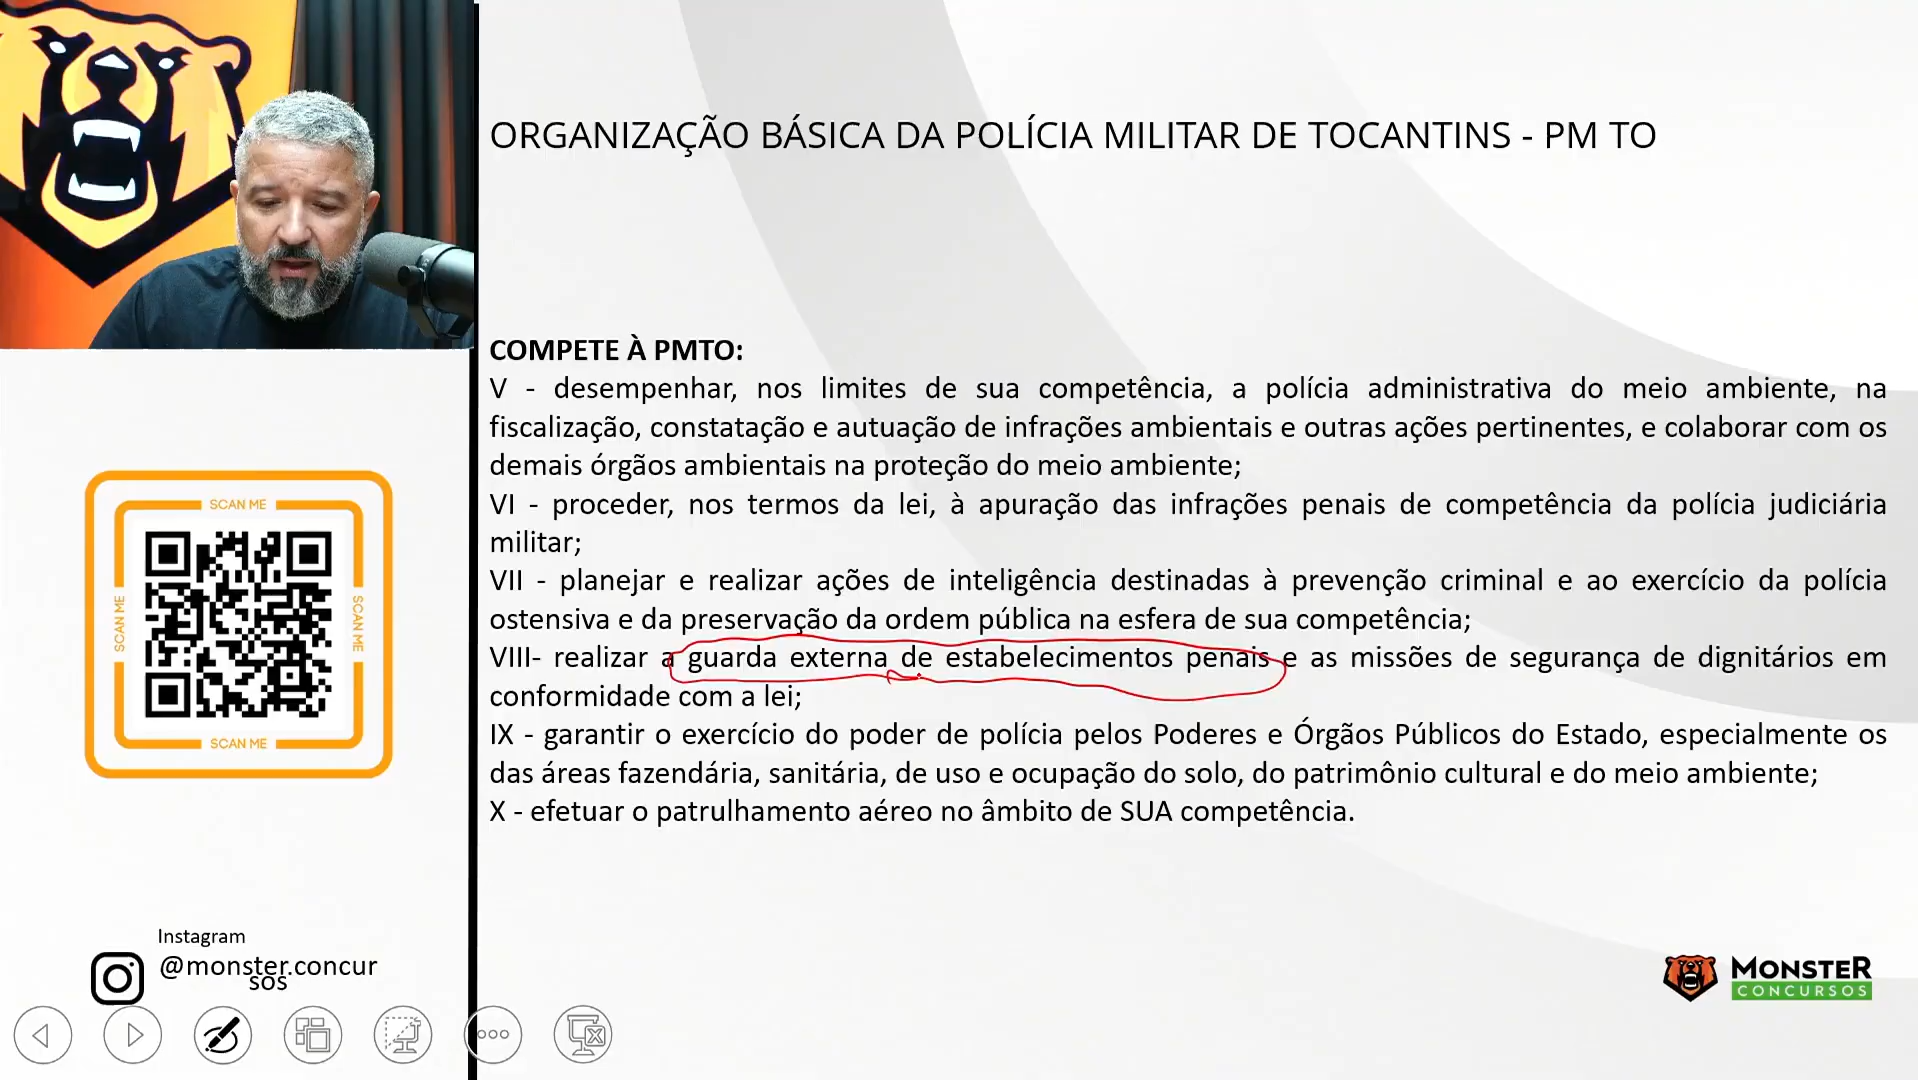 ORGANIZAÇÃO BÁSICA DA POLÍCIA MILITAR DE TOCANTINS - PM TO
COMPETE À PMTO:
V - desempenhar, nos limites de sua competência, a polícia administrativa do meio ambiente, na
fiscalização, constatação e autuação de infrações ambientais e outras ações pertinentes, e colaborar com os
demais órgãos ambientais na proteção do meio ambiente;
VI - proceder, nos termos da lei, à apuração das infrações penais de competência da polícia judiciária
militar;
VII - planejar e realizar ações de inteligência destinadas à prevenção criminal e ao exercício da polícia
ostensiva e da preservação da ordem pública na esfera de sua competência;
VIII- realizar a guarda externa de estabelecimentos penais e as missões de segurança de dignitários em
conformidade com a lei;
IX - garantir o exercício do poder de polícia pelos Poderes e Órgãos Públicos do Estado, especialmente os
das áreas fazendária, sanitária, de uso e ocupação do solo, do patrimônio cultural e do meio ambiente;
X - efetuar o patrulhamento aéreo no âmbito de SUA competência.
SCAN ME
SCAN ME
SCAN ME
SCAN ME
Instagram
@monster.concur
sos
MONSTER
CONCURSOS